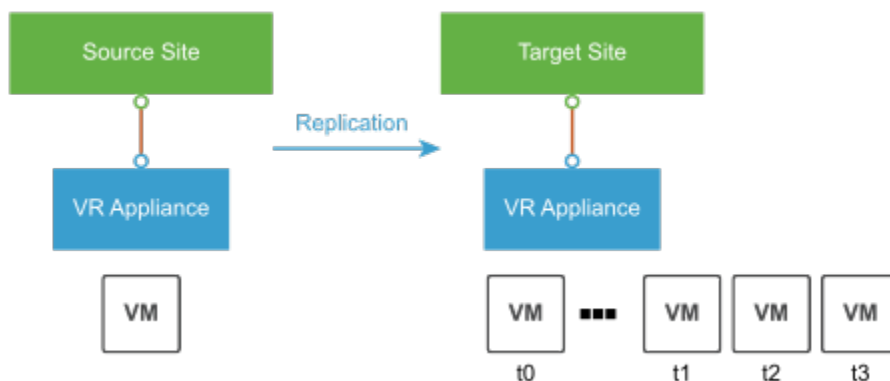 Source Site
Target Site
Replication
VR Appliance
VR Appliance
VM
VM
VM
VM
VM
t0
t1
t2
t3